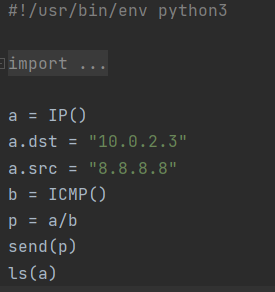 #!/usr/bin/env python3
import ...
a = IP()
a.dst = "10.0.2.3"
a.src = "8.8.8.8"
b = ICMP()
p = a/b
send(p)
ls(a)